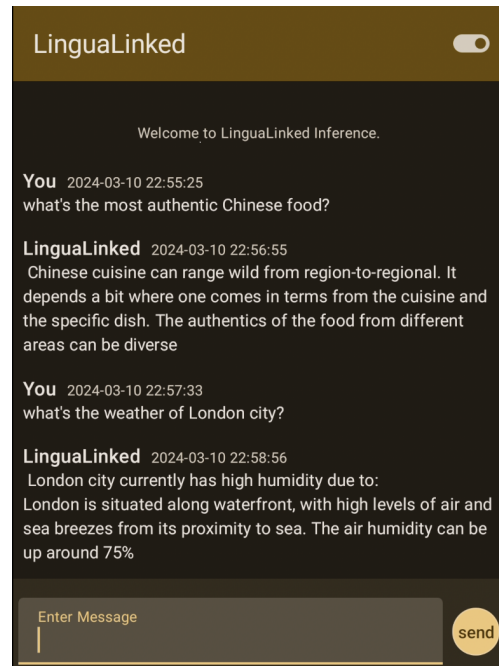 LinguaLinked
Welcome to LinguaLinked Inference.
You 2024-03-10 22:55:25
what's the most authentic Chinese food?
LinguaLinked 2024-03-10 22:56:55
Chinese cuisine can range wild from region-to-regional. It
depends a bit where one comes in terms from the cuisine and
the specific dish. The authentics of the food from different
areas can be diverse
You 2024-03-10 22:57:33
what's the weather of London city?
LinguaLinked 2024-03-10 22:58:56
London city currently has high humidity due to:
London is situated along waterfront, with high levels of air and
sea breezes from its proximity to sea. The air humidity can be
up around 75%
Enter Message
send